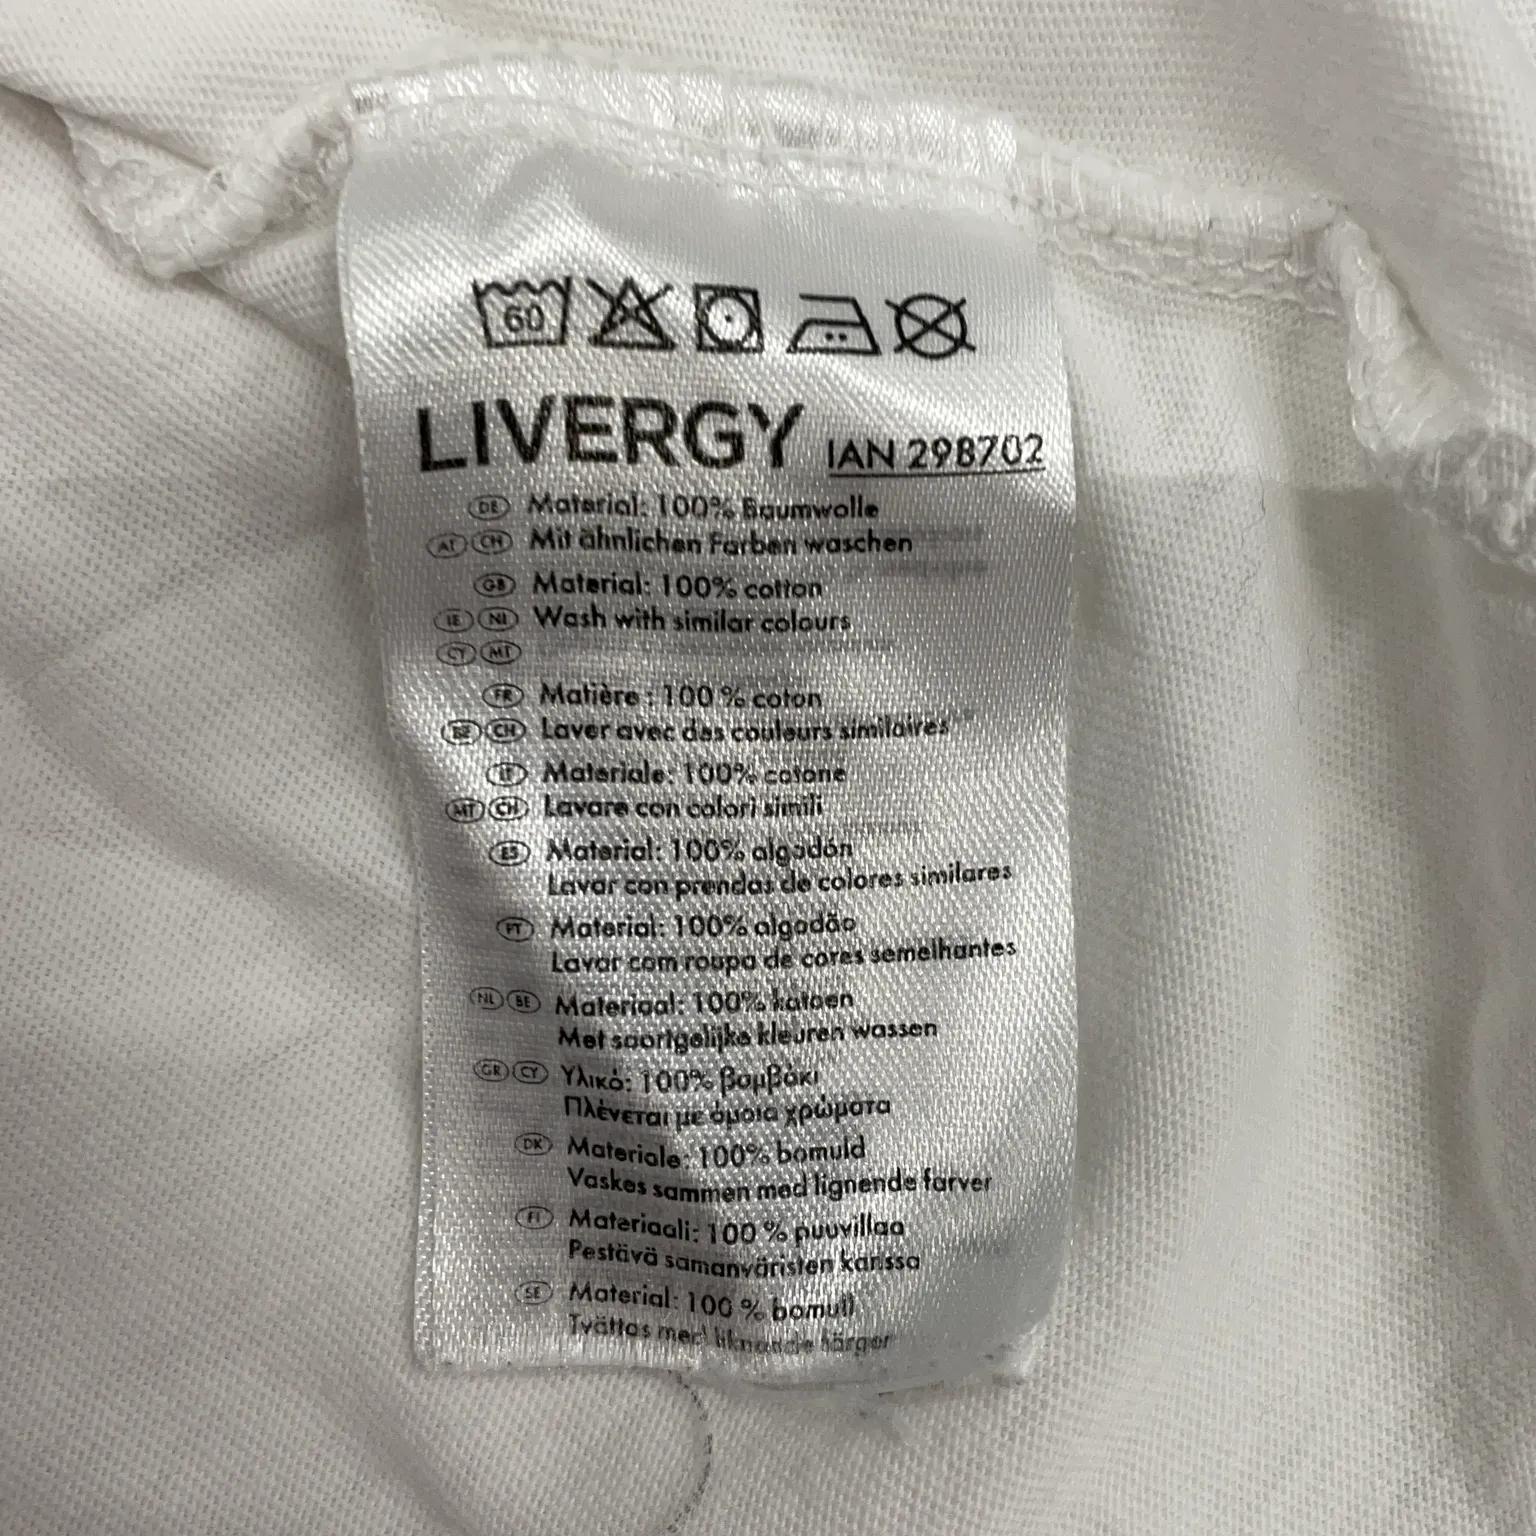 60
LIVERGY IAN 298702
DE Material: 100% Baumwolle
AT CH Mit ähnlichen Farben waschen
GB Material: 100% cotton
IE NI Wash with similar colours
CY MT
FR Matière : 100 % coton
BE CH Laver avec des couleurs similaires
IT Materiale: 100% cotone
MT CH Lavare con colori simili
ES Material: 100% algodón
Lavar con prendas de colores similares
PT Material: 100% algodão
Lavar com roupa de cores semelhantes
NL BE Materiaal: 100% katoen
Met soortgelijke kleuren wassen
GR CY Υλικό: 100% βαμβάκι
Πλένεται με όμοια χρώματα
DK Materiale: 100% bomuld
Vaskes sammen med lignende farver
FI Materiaali: 100 % puuvillaa
Pestävä samanväristen kanssa
SE Material: 100 % bomull
Tvättas med liknande färger